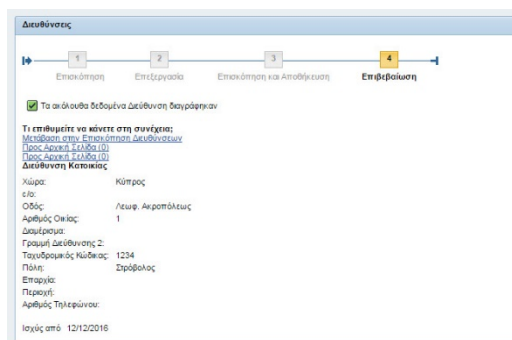 Διευθύνσεις
1 2 3 4
Επισκόπηση Επεξεργασία Επισκόπηση και Αποθήκευση Επιβεβαίωση
Τα ακόλουθα δεδομένα Διεύθυνση διαγράφηκαν
Τι επιθυμείτε να κάνετε στη συνέχεια;
Μετάβαση στην Επισκόπηση Διευθύνσεων
Προς Αρχική Σελίδα (0)
Προς Αρχική Σελίδα (0)
Διεύθυνση Κατοικίας
Χώρα: Κύπρος
c/o:
Οδός: Λεωφ. Ακροπόλεως
Αριθμός Οικίας: 1
Διαμέρισμα:
Γραμμή Διεύθυνσης 2:
Ταχυδρομικός Κώδικας: 1234
Πόλη: Στρόβολος
Επαρχία:
Περιοχή:
Αριθμός Τηλεφώνου:
Ισχύς από 12/12/2016